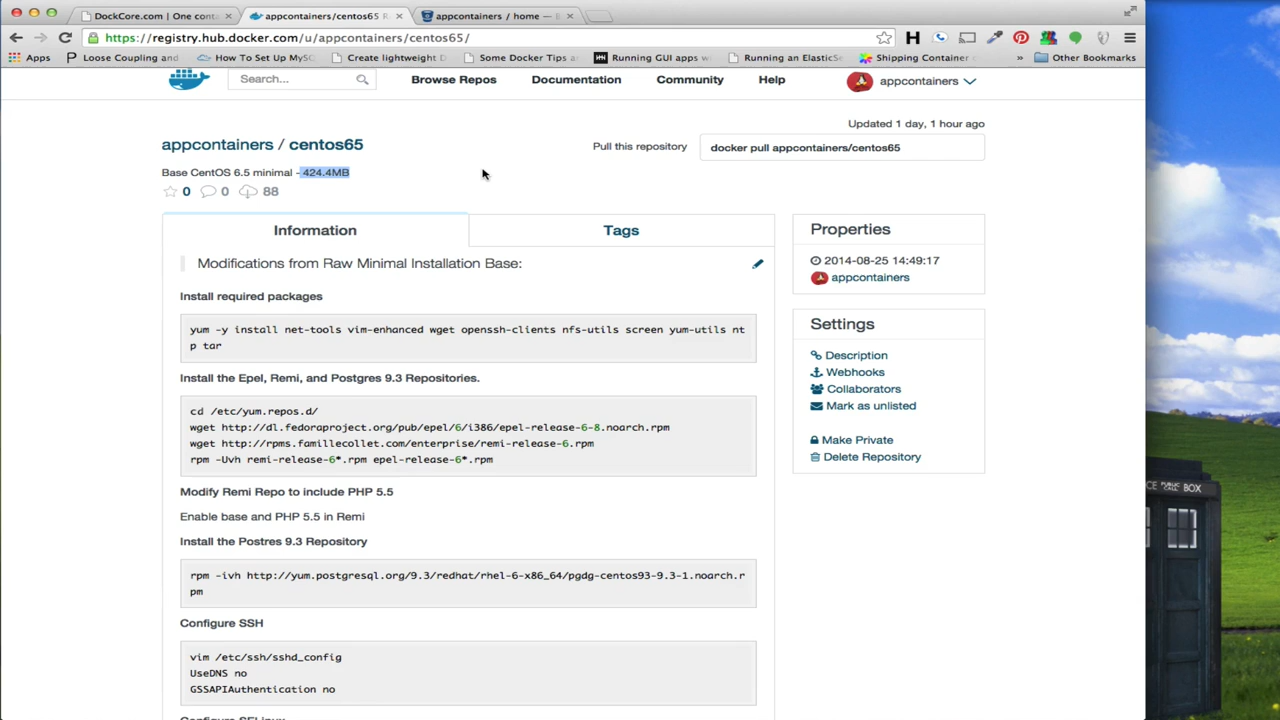 DockCore.com | One conta
appcontainers/centos65 R
appcontainers / home —
https://registry.hub.docker.com/u/appcontainers/centos65/
Apps
Loose Coupling and
How To Set Up MyS
Create lightweight D
Some Docker Tips a
Running GUI apps w
Running an ElasticSe
Shipping Container
»
Other Bookmarks
Search...
Browse Repos
Documentation
Community
Help
appcontainers
Updated 1 day, 1 hour ago
appcontainers / centos65
Pull this repository
docker pull appcontainers/centos65
Base CentOS 6.5 minimal - 424.4MB
0 0 88
Information
Tags
Properties
Modifications from Raw Minimal Installation Base:
2014-08-25 14:49:17
appcontainers
Install required packages
Settings
yum -y install net-tools vim-enhanced wget openssh-clients nfs-utils screen yum-utils nt
p tar
Description
Webhooks
Install the Epel, Remi, and Postgres 9.3 Repositories.
Collaborators
Mark as unlisted
cd /etc/yum.repos.d/
wget http://dl.fedoraproject.org/pub/epel/6/i386/epel-release-6-8.noarch.rpm
wget http://rpms.famillecollet.com/enterprise/remi-release-6.rpm
rpm -Uvh remi-release-6*.rpm epel-release-6*.rpm
Make Private
Delete Repository
Modify Remi Repo to include PHP 5.5
Enable base and PHP 5.5 in Remi
Install the Postres 9.3 Repository
rpm -ivh http://yum.postgresql.org/9.3/redhat/rhel-6-x86_64/pgdg-centos93-9.3-1.noarch.r
pm
Configure SSH
vim /etc/ssh/sshd_config
UseDNS no
GSSAPIAuthentication no
Configure SELinux
CE PUBLIC CALL BOX